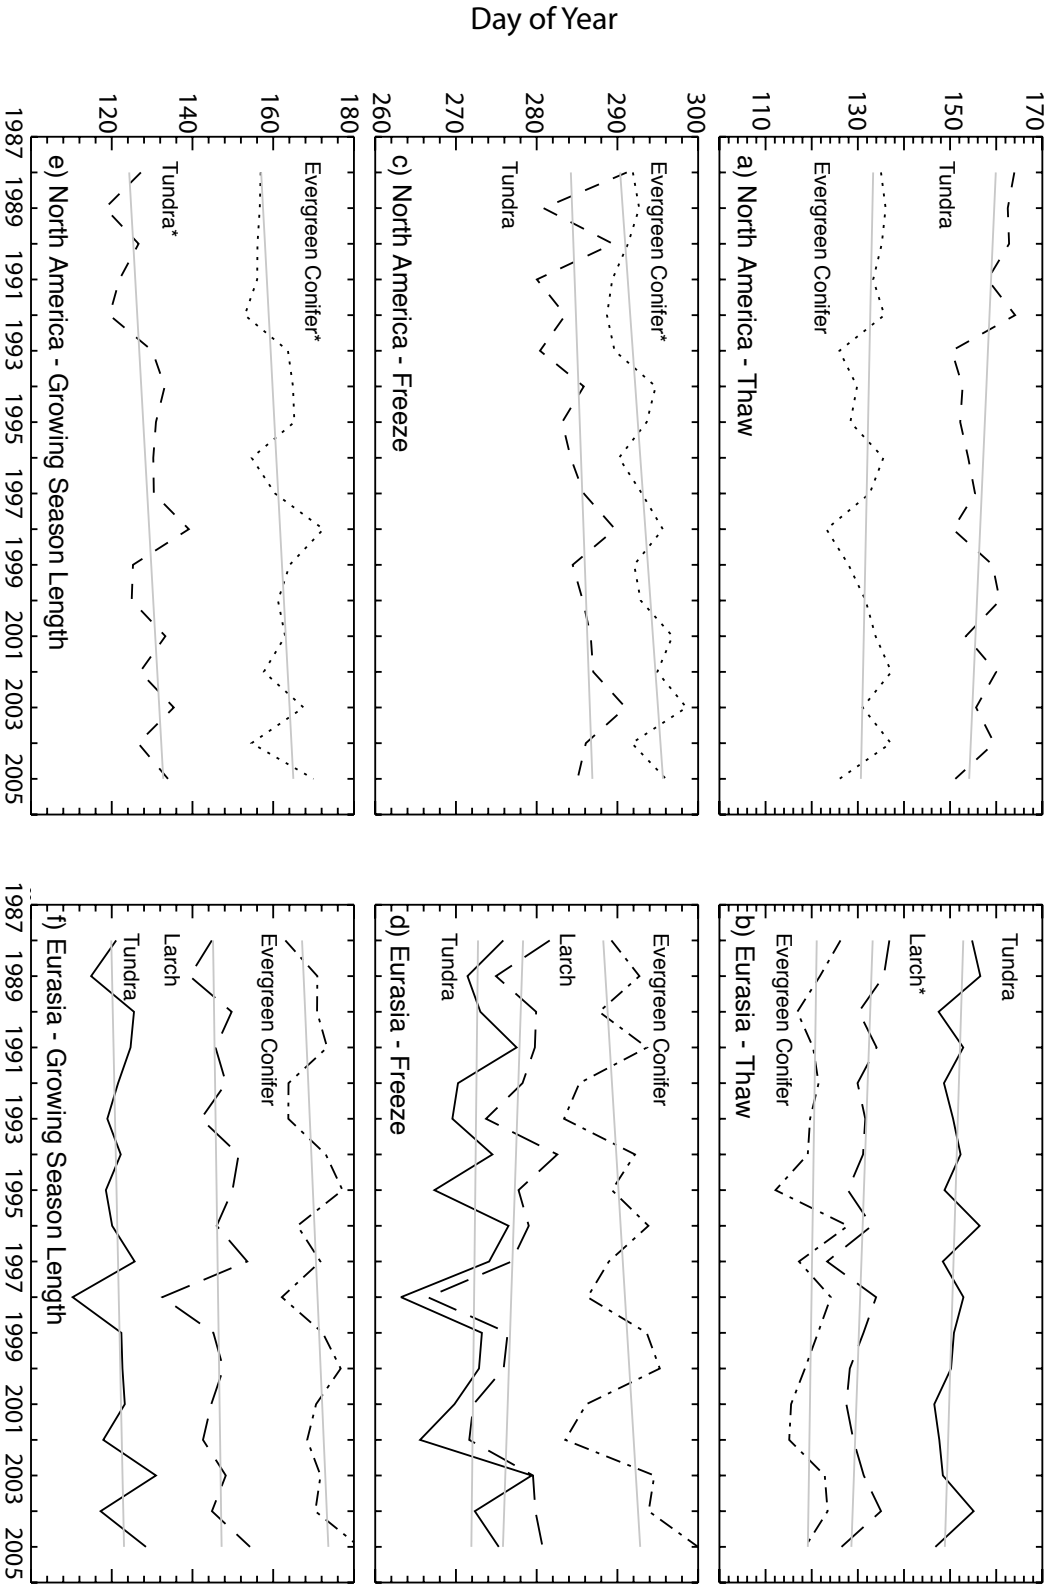 Day of Year
170
150
130
110
Tundra
Evergreen Conifer
a) North America - Thaw
Tundra
Larch*
Evergreen Conifer
b) Eurasia - Thaw
300
290
280
270
260
Evergreen Conifer*
Tundra
c) North America - Freeze
Evergreen Conifer
Larch
Tundra
d) Eurasia - Freeze
180
160
140
120
Evergreen Conifer*
Tundra*
e) North America - Growing Season Length
Evergreen Conifer
Larch
Tundra
f) Eurasia - Growing Season Length
1987 1989 1991 1993 1995 1997 1999 2001 2003 2005
1987 1989 1991 1993 1995 1997 1999 2001 2003 2005